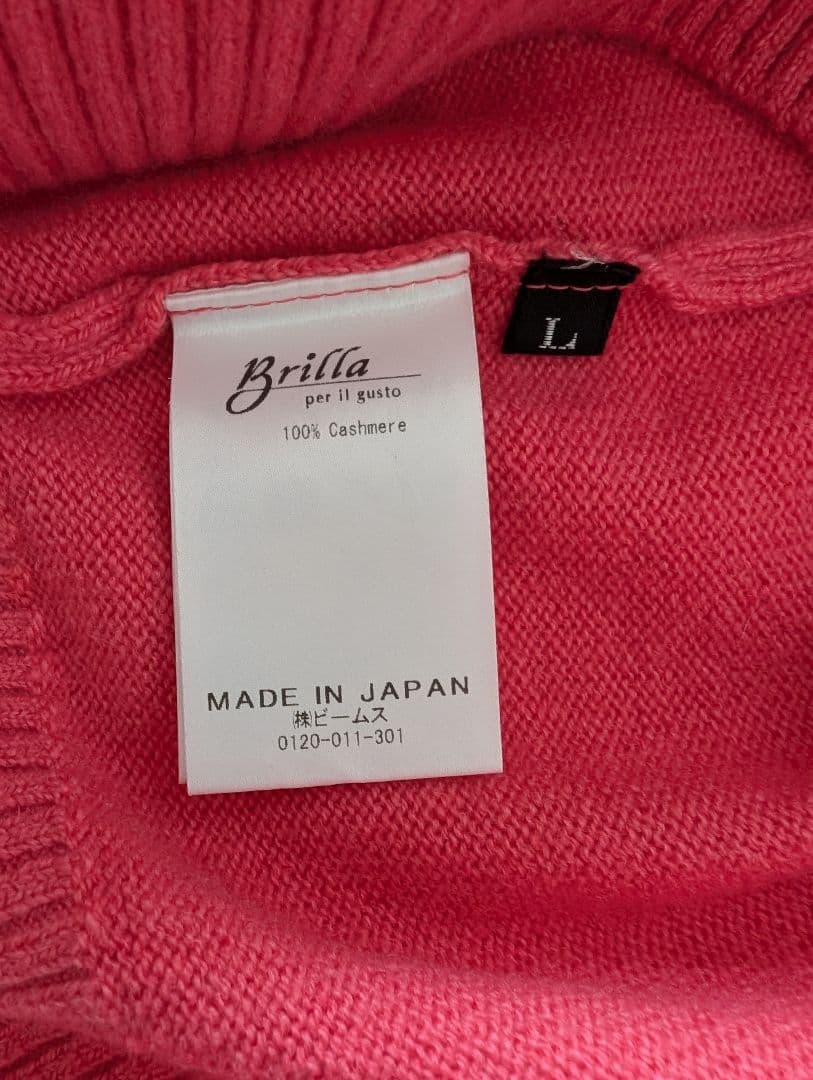 Brilla
per il gusto
100% Cashmere
L
MADE IN JAPAN
㈱ビームス
0120-011-301